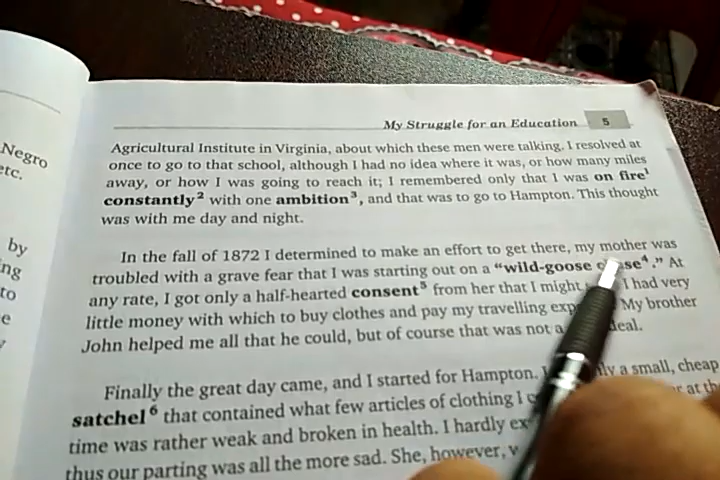 My Struggle for an Education 5
Negro
etc.
by
ing
to
e
Agricultural Institute in Virginia, about which these men were talking. I resolved at
once to go to that school, although I had no idea where it was, or how many miles
away, or how I was going to reach it; I remembered only that I was on fire¹
constantly² with one ambition³, and that was to go to Hampton. This thought
was with me day and night.
In the fall of 1872 I determined to make an effort to get there, my mother was
troubled with a grave fear that I was starting out on a “wild-goose se⁴.” At
any rate, I got only a half-hearted consent⁵ from her that I might I had very
little money with which to buy clothes and pay my travelling My brother
John helped me all that he could, but of course that was not a deal.
Finally the great day came, and I started for Hampton. a small, cheap
satchel⁶ that contained what few articles of clothing I at
time was rather weak and broken in health. I hardly
thus our parting was all the more sad. She, however,